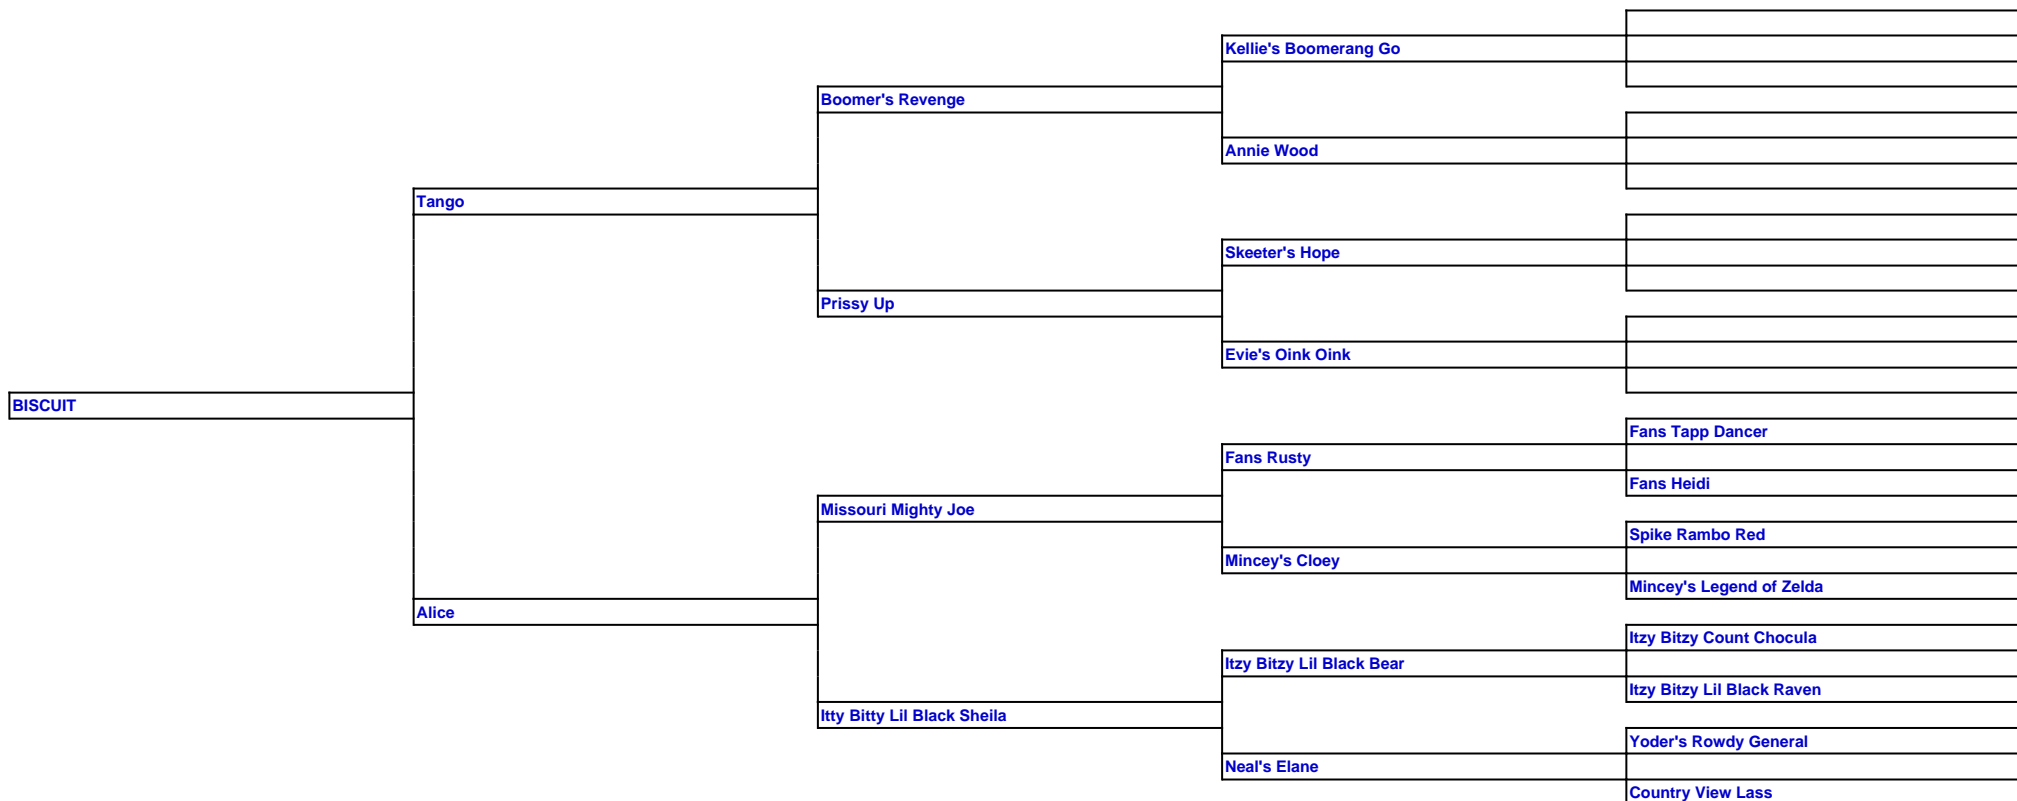 Kellie's Boomerang Go
Boomer's Revenge
Annie Wood
Tango
Skeeter's Hope
Prissy Up
Evie's Oink Oink
BISCUIT
Fans Tapp Dancer
Fans Rusty
Fans Heidi
Missouri Mighty Joe
Spike Rambo Red
Mincey's Cloey
Mincey's Legend of Zelda
Alice
Itzy Bitzy Count Chocula
Itzy Bitzy Lil Black Bear
Itzy Bitzy Lil Black Raven
Itty Bitty Lil Black Sheila
Yoder's Rowdy General
Neal's Elane
Country View Lass